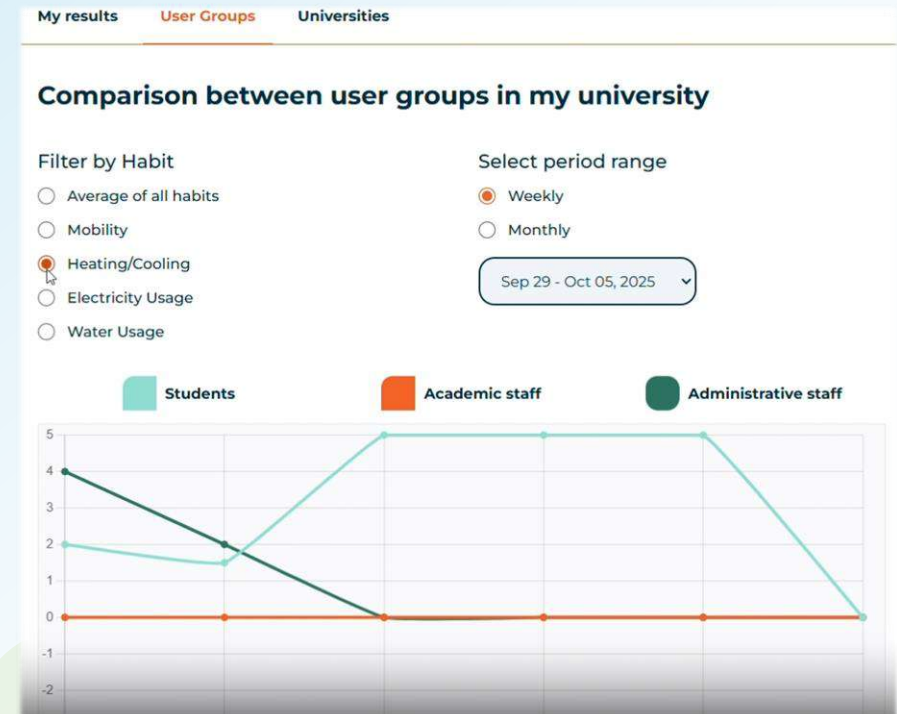 My results User Groups Universities
Comparison between user groups in my university
Filter by Habit
Average of all habits
Mobility
Heating/Cooling
Electricity Usage
Water Usage
Select period range
Weekly
Monthly
Sep 29 - Oct 05, 2025
Students Academic staff Administrative staff
5
4
3
2
1
0
-1
-2